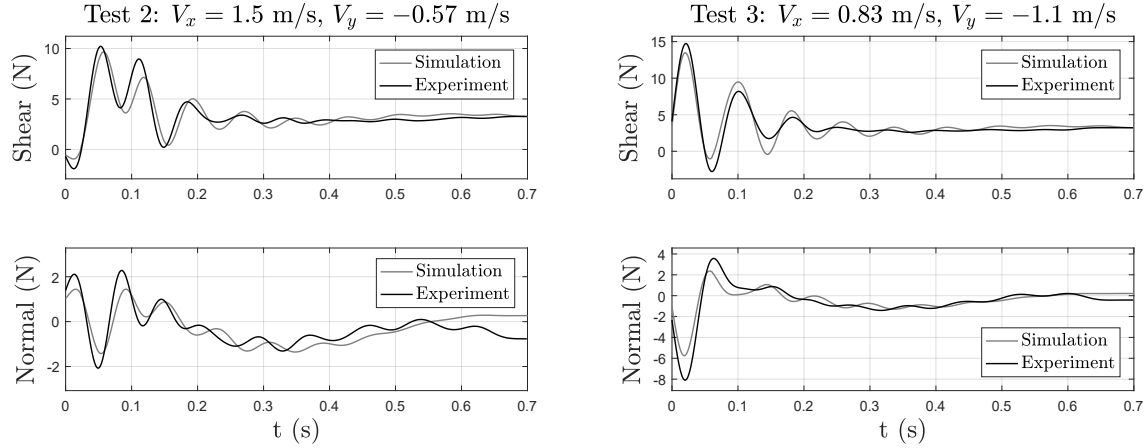 Test 2: V_x = 1.5 m/s, V_y = −0.57 m/s
Shear (N)
10
5
0
Simulation
Experiment
0 0.1 0.2 0.3 0.4 0.5 0.6 0.7
Normal (N)
2
0
-2
Simulation
Experiment
0 0.1 0.2 0.3 0.4 0.5 0.6 0.7
t (s)
Test 3: V_x = 0.83 m/s, V_y = −1.1 m/s
Shear (N)
15
10
5
0
Simulation
Experiment
0 0.1 0.2 0.3 0.4 0.5 0.6 0.7
Normal (N)
4
2
0
-2
-4
-6
-8
Simulation
Experiment
0 0.1 0.2 0.3 0.4 0.5 0.6 0.7
t (s)